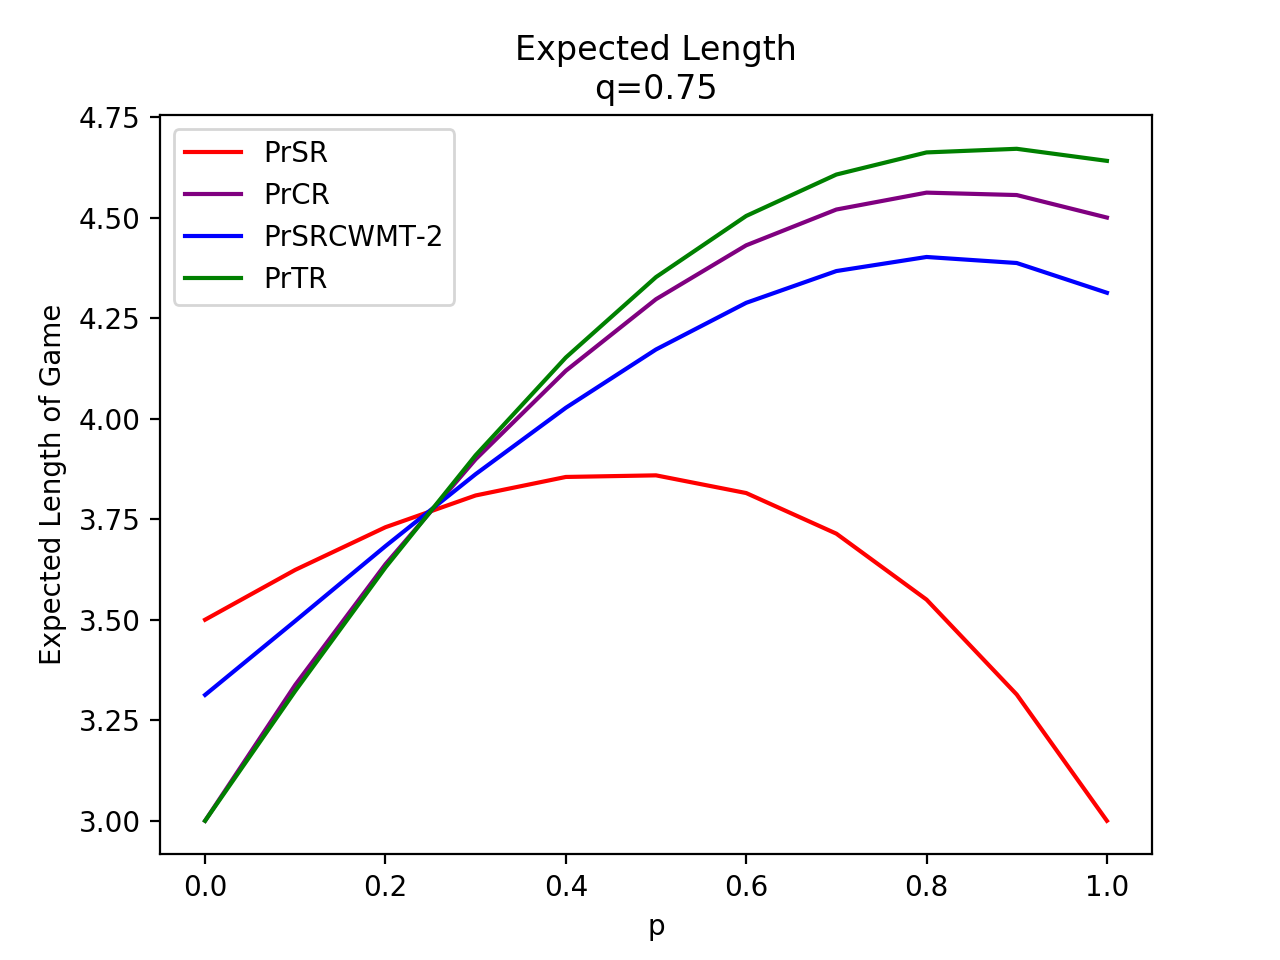 Expected Length
q=0.75
4.75
4.50
4.25
4.00
3.75
3.50
3.25
3.00
Expected Length of Game
PrSR
PrCR
PrSRCWMT-2
PrTR
0.0 0.2 0.4 0.6 0.8 1.0
p